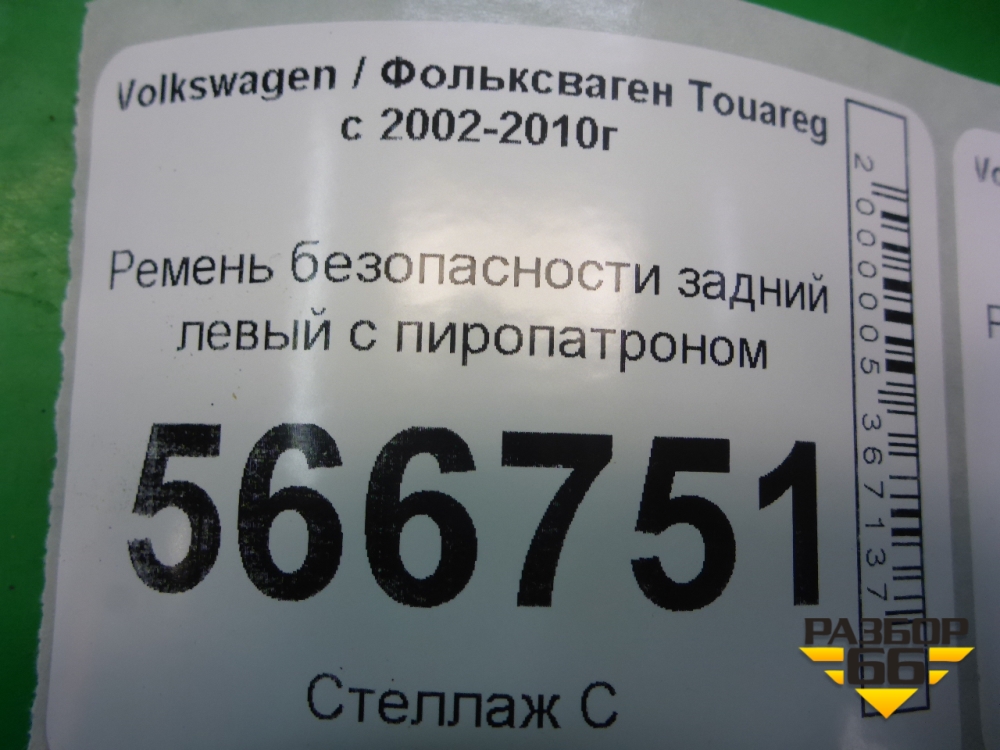 Volkswagen / Фольксваген Touareg
с 2002-2010г
Ремень безопасности задний
левый с пиропатроном
566751
Стеллаж С
2000005367137
РАЗБОР
66